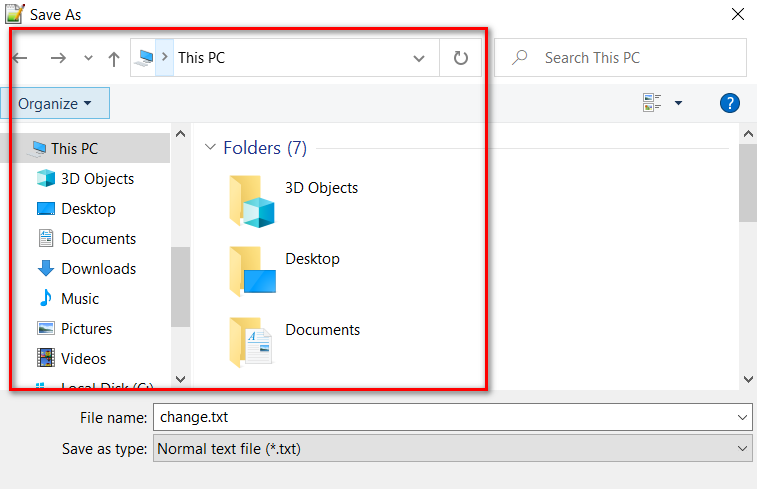 Save As
This PC
Search This PC
Organize
?
This PC
3D Objects
Desktop
Documents
Downloads
Music
Pictures
Videos
Local Disk (C:)
Folders (7)
3D Objects
Desktop
Documents
File name: change.txt
Save as type: Normal text file (*.txt)